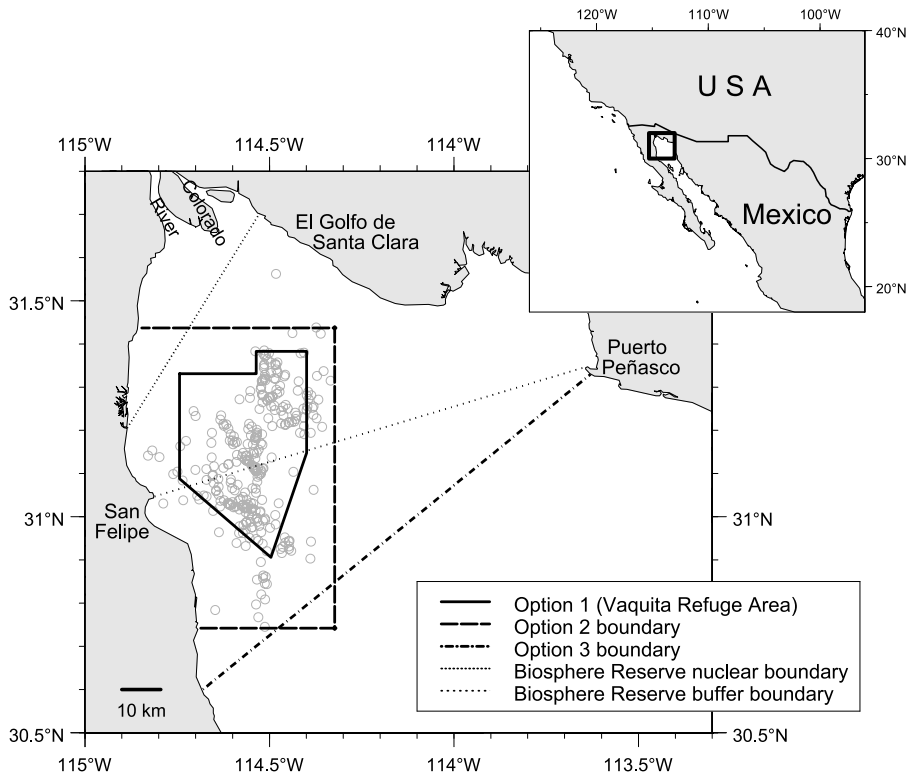 120°W 110°W 100°W
40°N
U S A
30°N
Mexico
20°N
115°W 114.5°W 114°W
Colorado
River
El Golfo de
Santa Clara
31.5°N
Puerto
Peñasco
San
Felipe
31°N
31°N
Option 1 (Vaquita Refuge Area)
Option 2 boundary
Option 3 boundary
Biosphere Reserve nuclear boundary
Biosphere Reserve buffer boundary
10 km
30.5°N
30.5°N
115°W 114.5°W 114°W 113.5°W